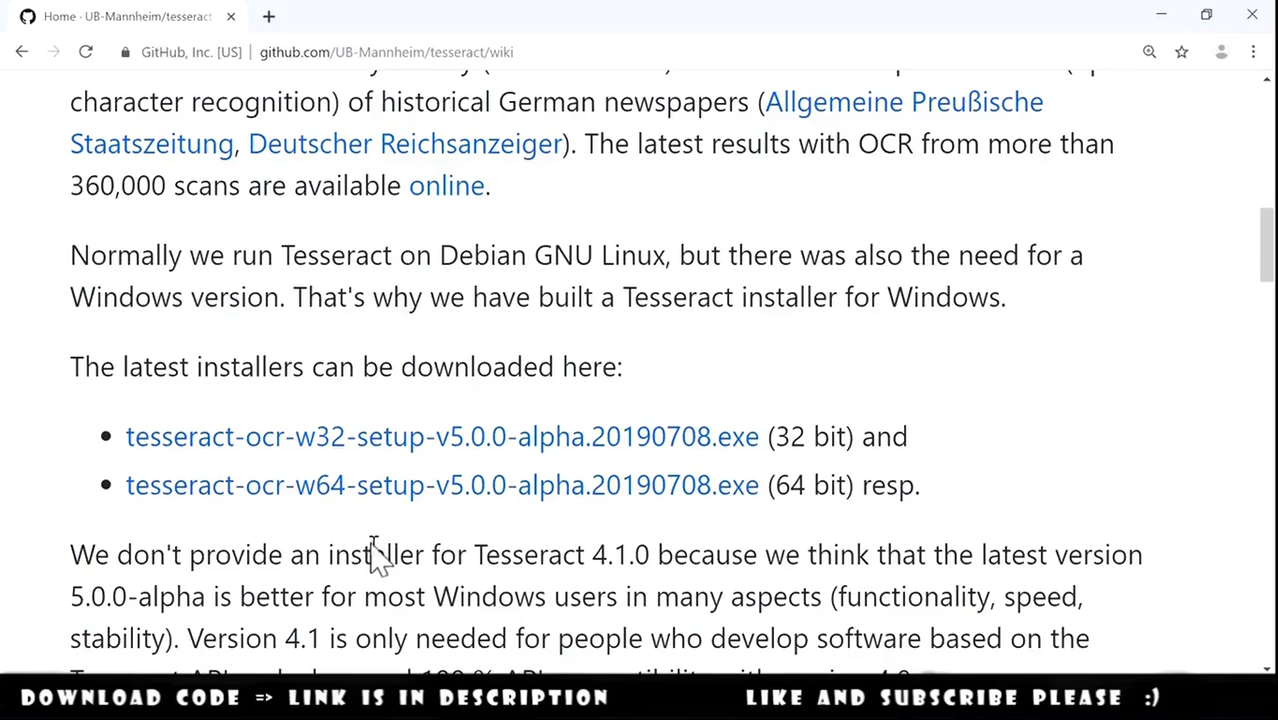 Home · UB-Mannheim/tesseract
GitHub, Inc. [US] github.com/UB-Mannheim/tesseract/wiki
character recognition) of historical German newspapers (Allgemeine Preußische
Staatszeitung, Deutscher Reichsanzeiger). The latest results with OCR from more than
360,000 scans are available online.
Normally we run Tesseract on Debian GNU Linux, but there was also the need for a
Windows version. That's why we have built a Tesseract installer for Windows.
The latest installers can be downloaded here:
• tesseract-ocr-w32-setup-v5.0.0-alpha.20190708.exe (32 bit) and
• tesseract-ocr-w64-setup-v5.0.0-alpha.20190708.exe (64 bit) resp.
We don't provide an installer for Tesseract 4.1.0 because we think that the latest version
5.0.0-alpha is better for most Windows users in many aspects (functionality, speed,
stability). Version 4.1 is only needed for people who develop software based on the
DOWNLOAD CODE => LINK IS IN DESCRIPTION LIKE AND SUBSCRIBE PLEASE :)